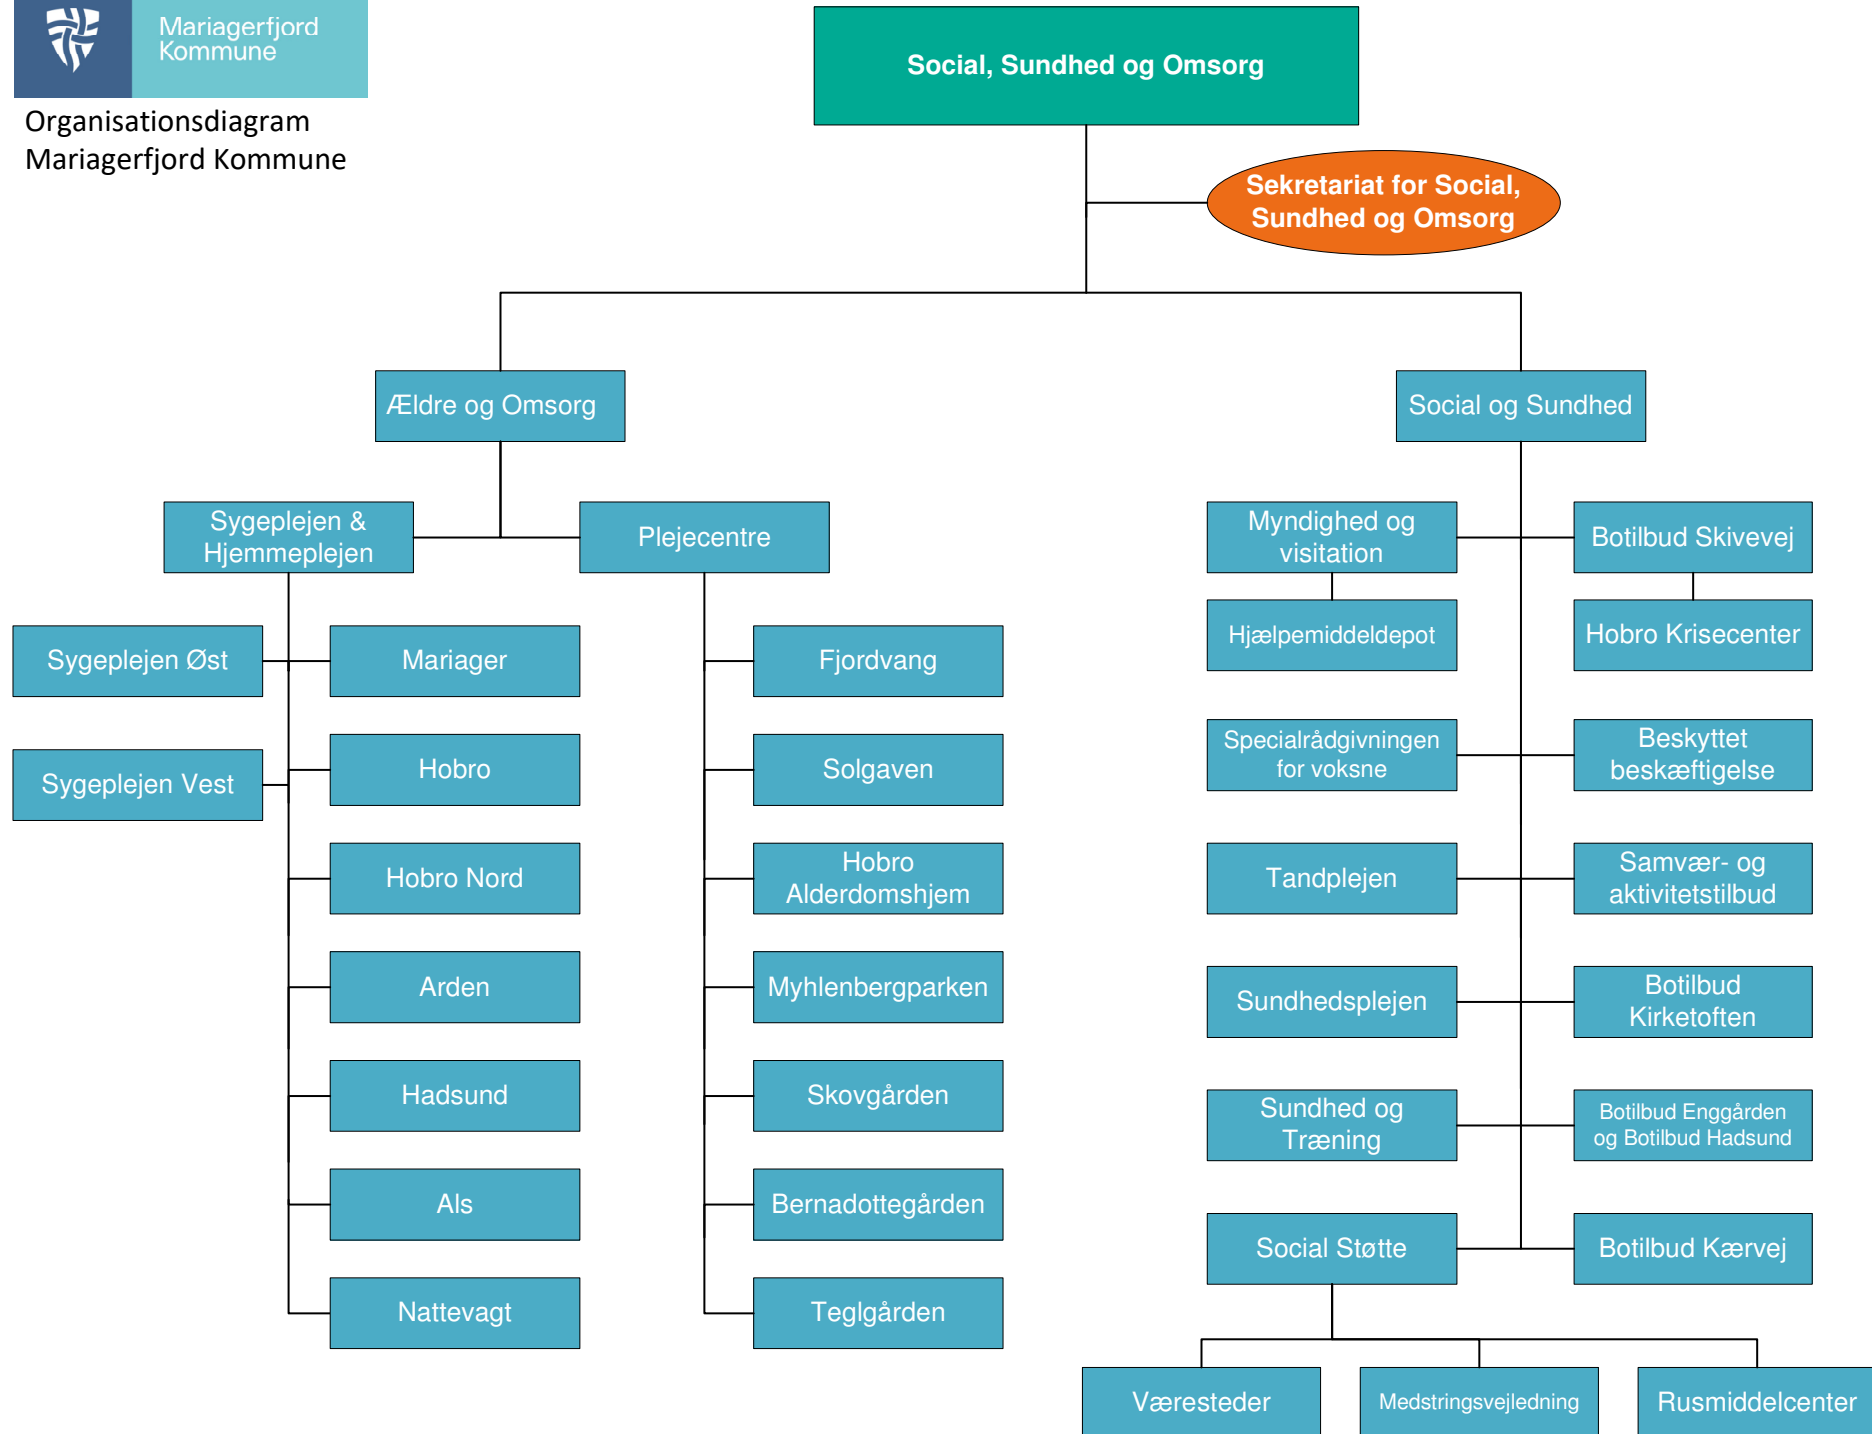 Mariagerfjord
Kommune
Organisationsdiagram
Mariagerfjord Kommune
Social, Sundhed og Omsorg
Sekretariat for Social,
Sundhed og Omsorg
Ældre og Omsorg
Social og Sundhed
Sygeplejen &
Hjemmeplejen
Plejecentre
Sygeplejen Øst
Sygeplejen Vest
Mariager
Hobro
Hobro Nord
Arden
Hadsund
Als
Nattevagt
Fjordvang
Solgaven
Hobro
Alderdomshjem
Myhlenbergparken
Skovgården
Bernadottegården
Teglgården
Myndighed og
visitation
Botilbud Skivevej
Hjælpemiddeldepot
Hobro Krisecenter
Specialrådgivningen
for voksne
Beskyttet
beskæftigelse
Tandplejen
Samvær- og
aktivitetstilbud
Sundhedsplejen
Botilbud
Kirketoften
Sundhed og
Træning
Botilbud Enggården
og Botilbud Hadsund
Social Støtte
Botilbud Kærvej
Væresteder
Medstringsvejledning
Rusmiddelcenter